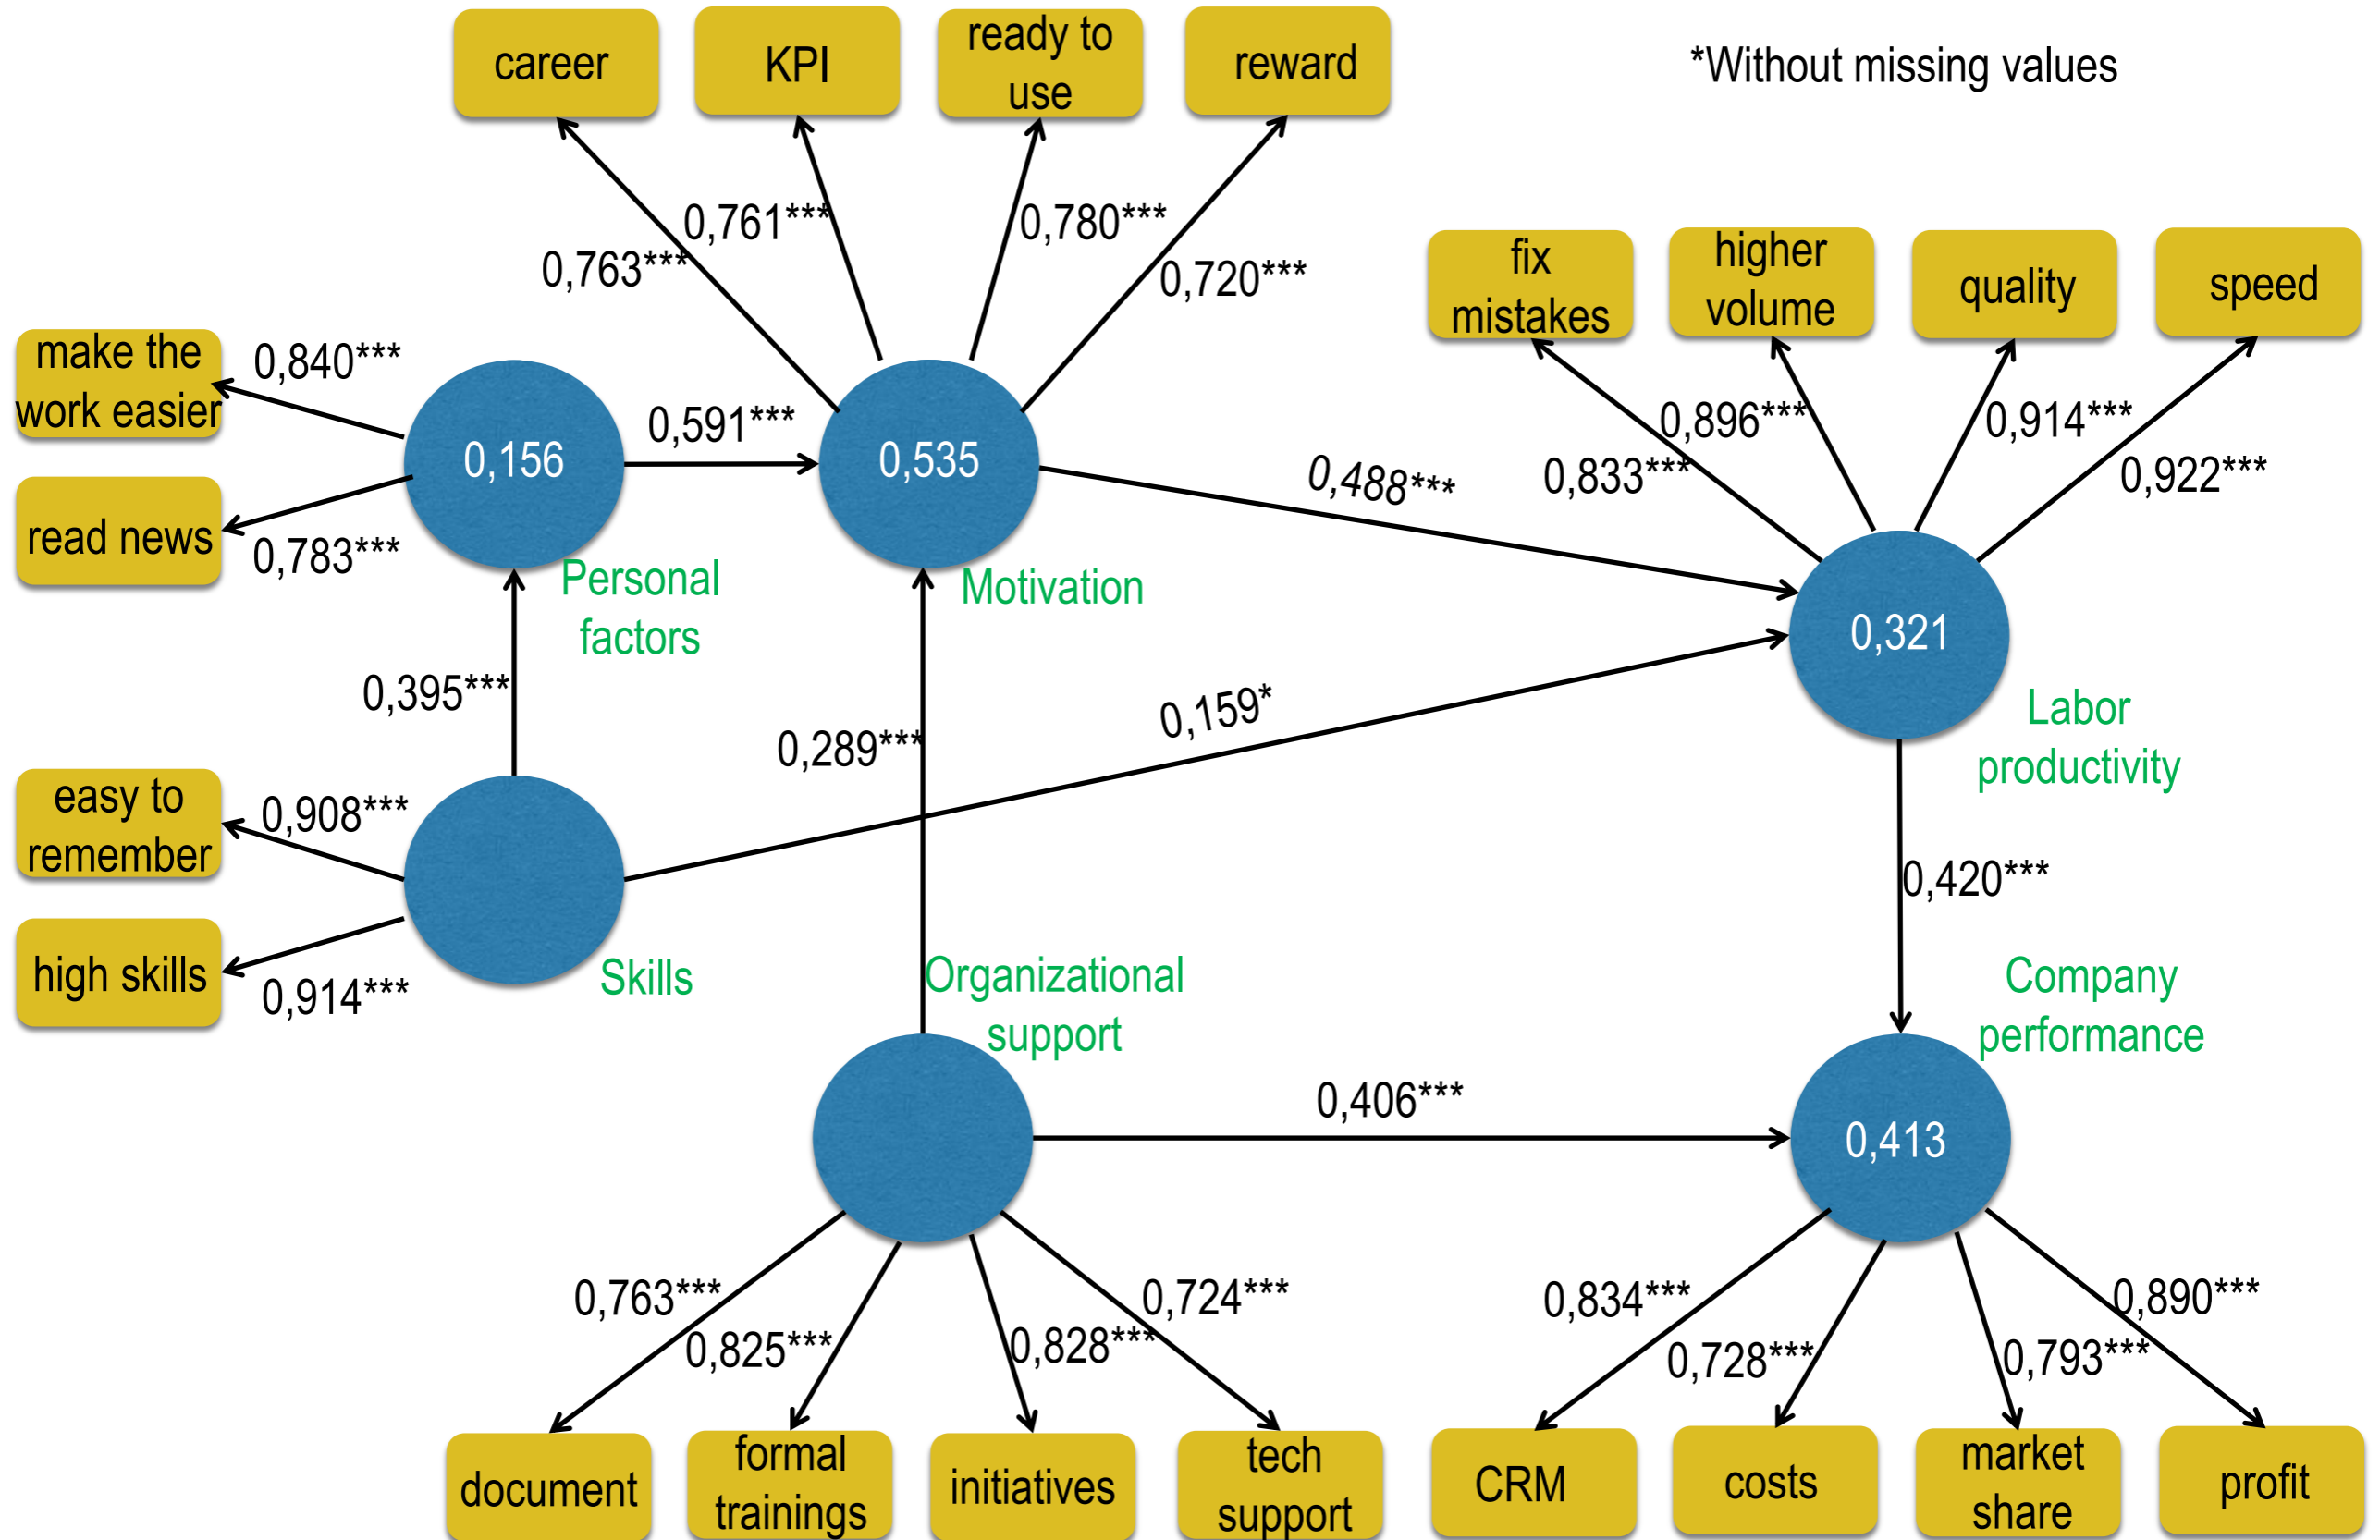 career
KPI
ready to
use
reward
*Without missing values
0,761***
0,780***
0,763***
0,720***
fix
mistakes
higher
volume
quality
speed
make the
work easier
0,840***
0,591***
0,156
0,535
0,896***
0,914***
0,488***
0,833***
0,922***
read news
0,783***
Personal
factors
Motivation
0,321
0,395***
0,289***
0,159*
Labor
productivity
easy to
remember
0,908***
0,420***
high skills
0,914***
Skills
Organizational
support
Company
performance
0,406***
0,413
0,763***
0,724***
0,825***
0,828***
0,834***
0,890***
0,728***
0,793***
document
formal
trainings
initiatives
tech
support
CRM
costs
market
share
profit